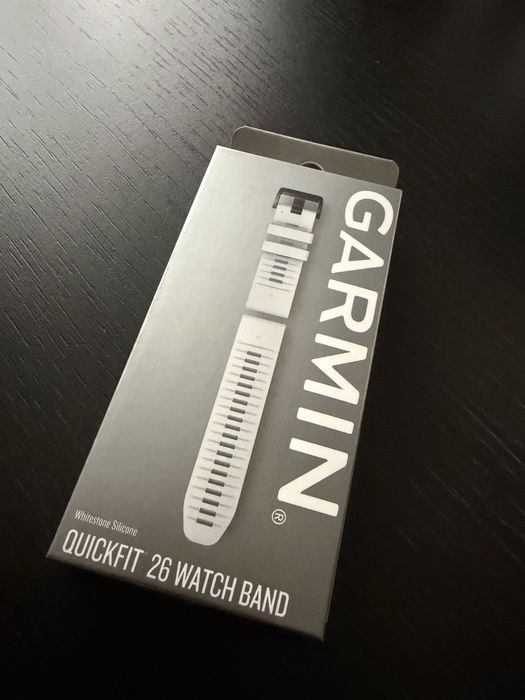 GARMIN®
Whitestone Silicone
QUICKFIT® 26 WATCH BAND